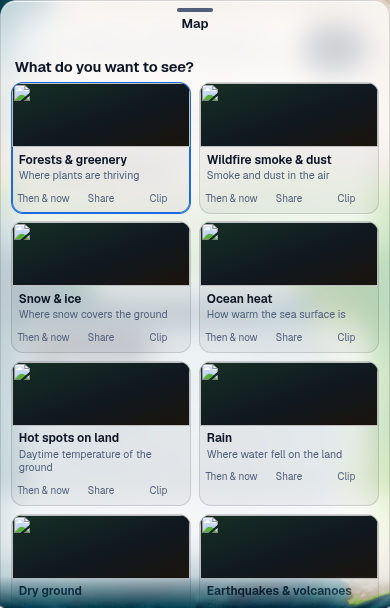 Map
What do you want to see?
Forests & greenery
Where plants are thriving
Then & now Share Clip
Wildfire smoke & dust
Smoke and dust in the air
Then & now Share Clip
Snow & ice
Where snow covers the ground
Then & now Share Clip
Ocean heat
How warm the sea surface is
Then & now Share Clip
Hot spots on land
Daytime temperature of the
ground
Then & now Share Clip
Rain
Where water fell on the land
Then & now Share Clip
Dry ground
Earthquakes & volcanoes